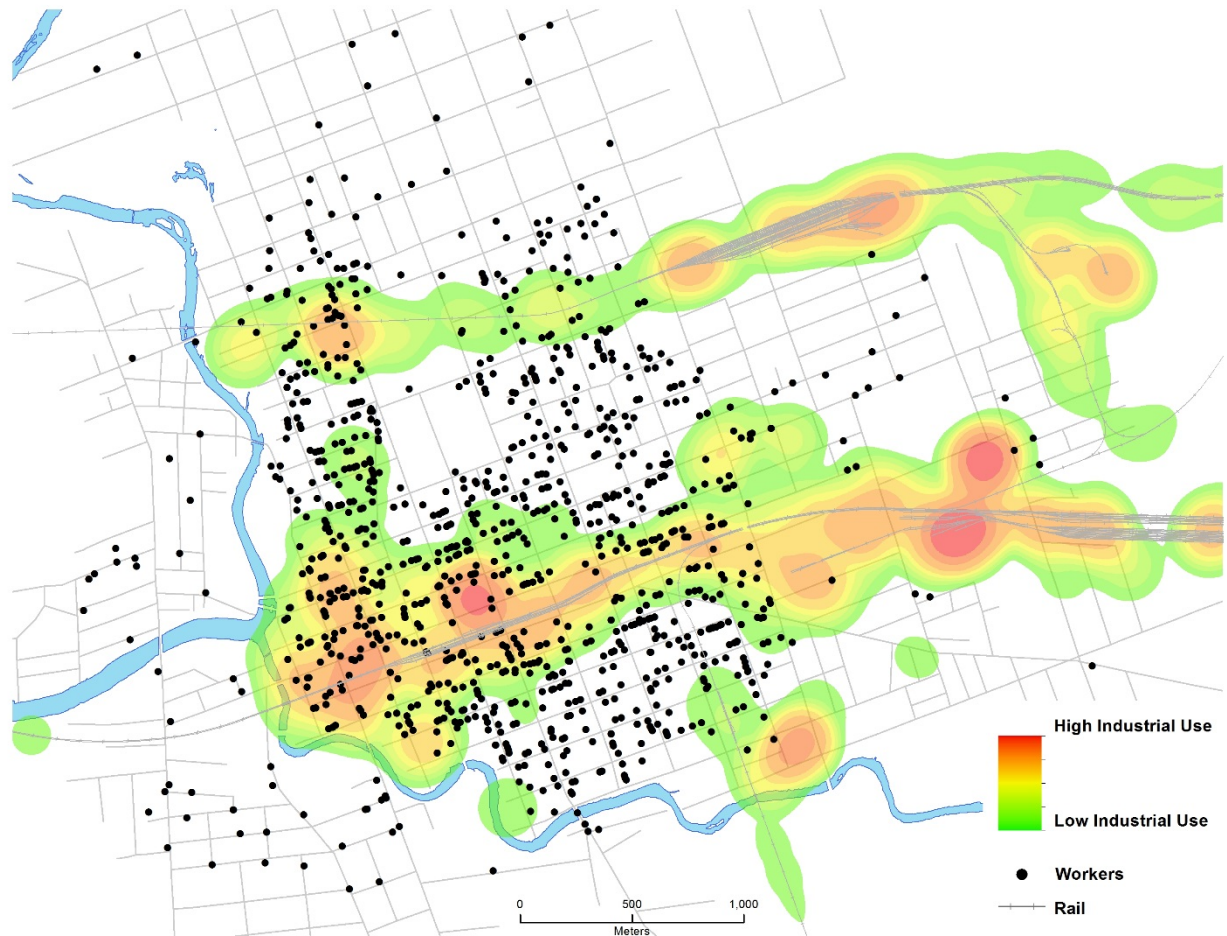 High Industrial Use
Low Industrial Use
Workers
Rail
0 500 1,000
Meters